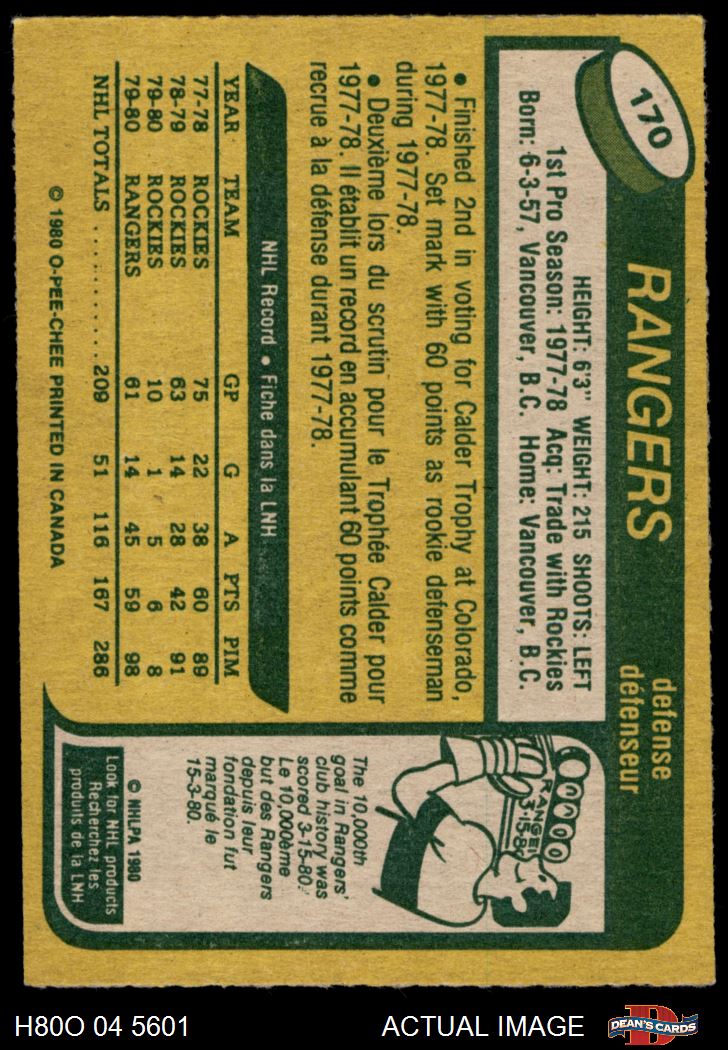 170
RANGERS
defense
défenseur
HEIGHT: 6'3" WEIGHT: 215 SHOOTS: LEFT
1st Pro Season: 1977-78 Acq: Trade with Rockies
Born: 6-3-57, Vancouver, B.C. Home: Vancouver, B.C.
• Finished 2nd in voting for Calder Trophy at Colorado,
1977-78. Set mark with 60 points as rookie defenseman
during 1977-78.
• Deuxième lors du scrutin pour le Trophée Calder pour
1977-78. Il établit un record en accumulant 60 points comme
recrue à la défense durant 1977-78.
NHL Record • Fiche dans la LNH
YEAR TEAM GP G A PTS PIM
77-78 ROCKIES 75 22 38 60 89
78-79 ROCKIES 63 14 28 42 91
79-80 ROCKIES 10 1 5 6 8
79-80 RANGERS 61 14 45 59 98
NHL TOTALS ......... 209 51 116 167 286
© 1980 O-PEE-CHEE PRINTED IN CANADA
10,000
RANGER
3-15-80
The 10,000th
goal in Rangers'
club history was
scored 3-15-80.
Le 10,000ème
but des Rangers
depuis leur
fondation fut
marqué le
15-3-80.
© NHLPA 1980
Look for NHL products
Recherchez les
produits de la LNH
H80O 04 5601
ACTUAL IMAGE
D
DEAN'S CARDS